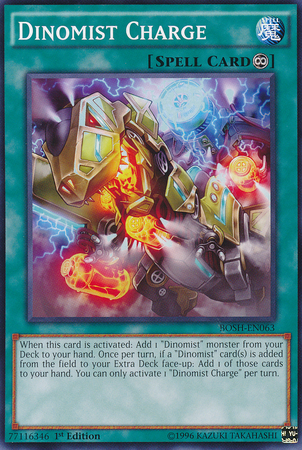 DINOMIST CHARGE
魔
[SPELL CARD]
BOSH-EN063
When this card is activated: Add 1 "Dinomist" monster from your
Deck to your hand. Once per turn, if a "Dinomist" card(s) is added
from the field to your Extra Deck face-up: Add 1 of those cards
to your hand. You can only activate 1 "Dinomist Charge" per turn.
77116346 1st Edition ©1996 KAZUKI TAKAHASHI